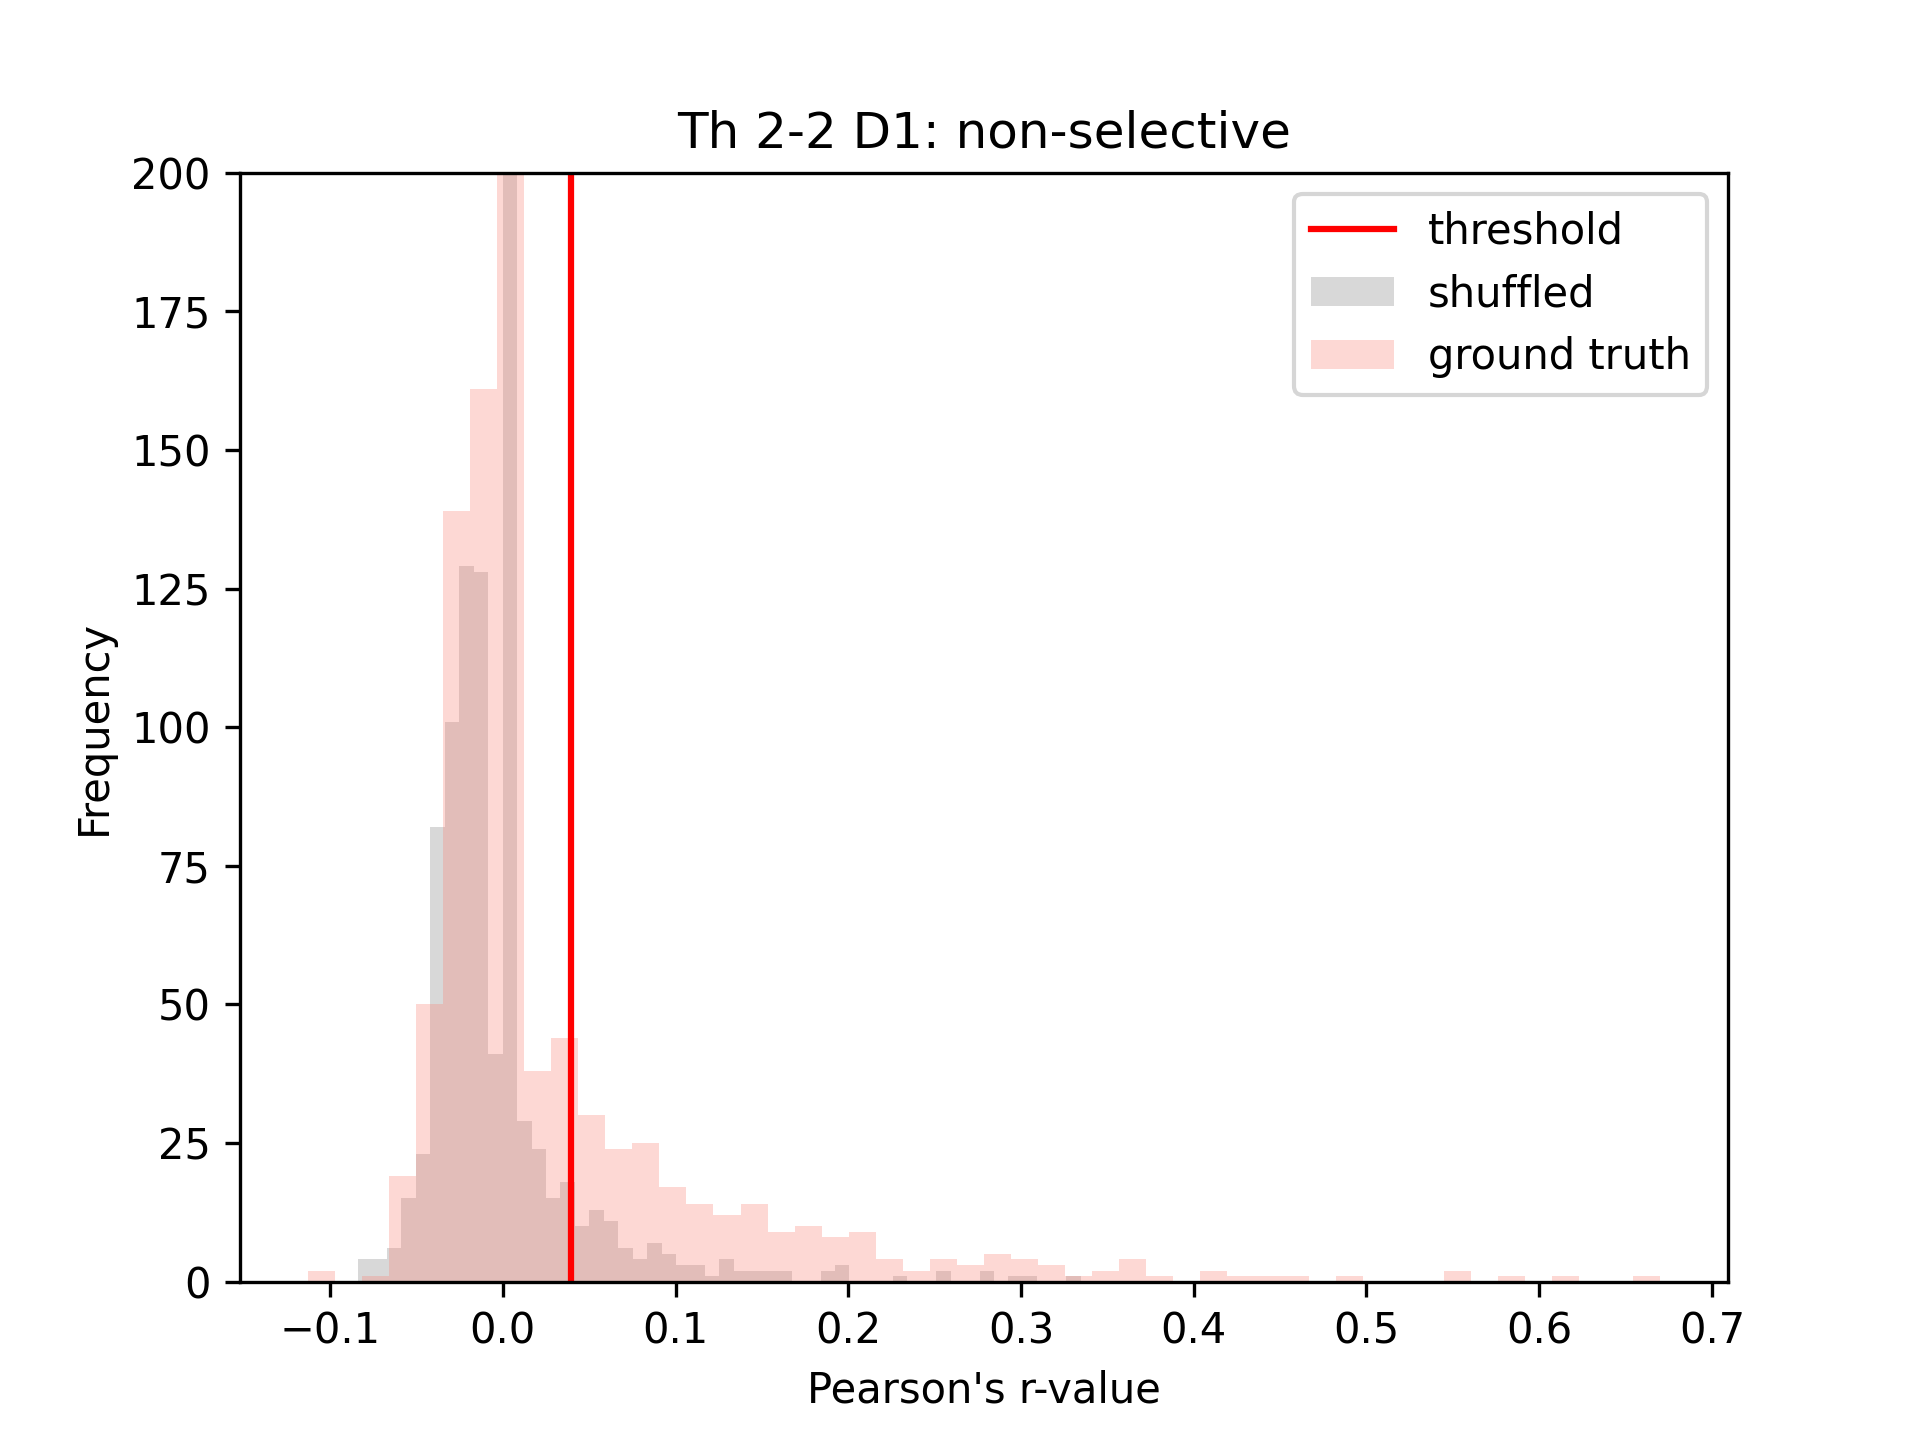 Th 2-2 D1: non-selective
200
175
150
125
100
75
50
25
0
Frequency
threshold
shuffled
ground truth
−0.1 0.0 0.1 0.2 0.3 0.4 0.5 0.6 0.7
Pearson's r-value